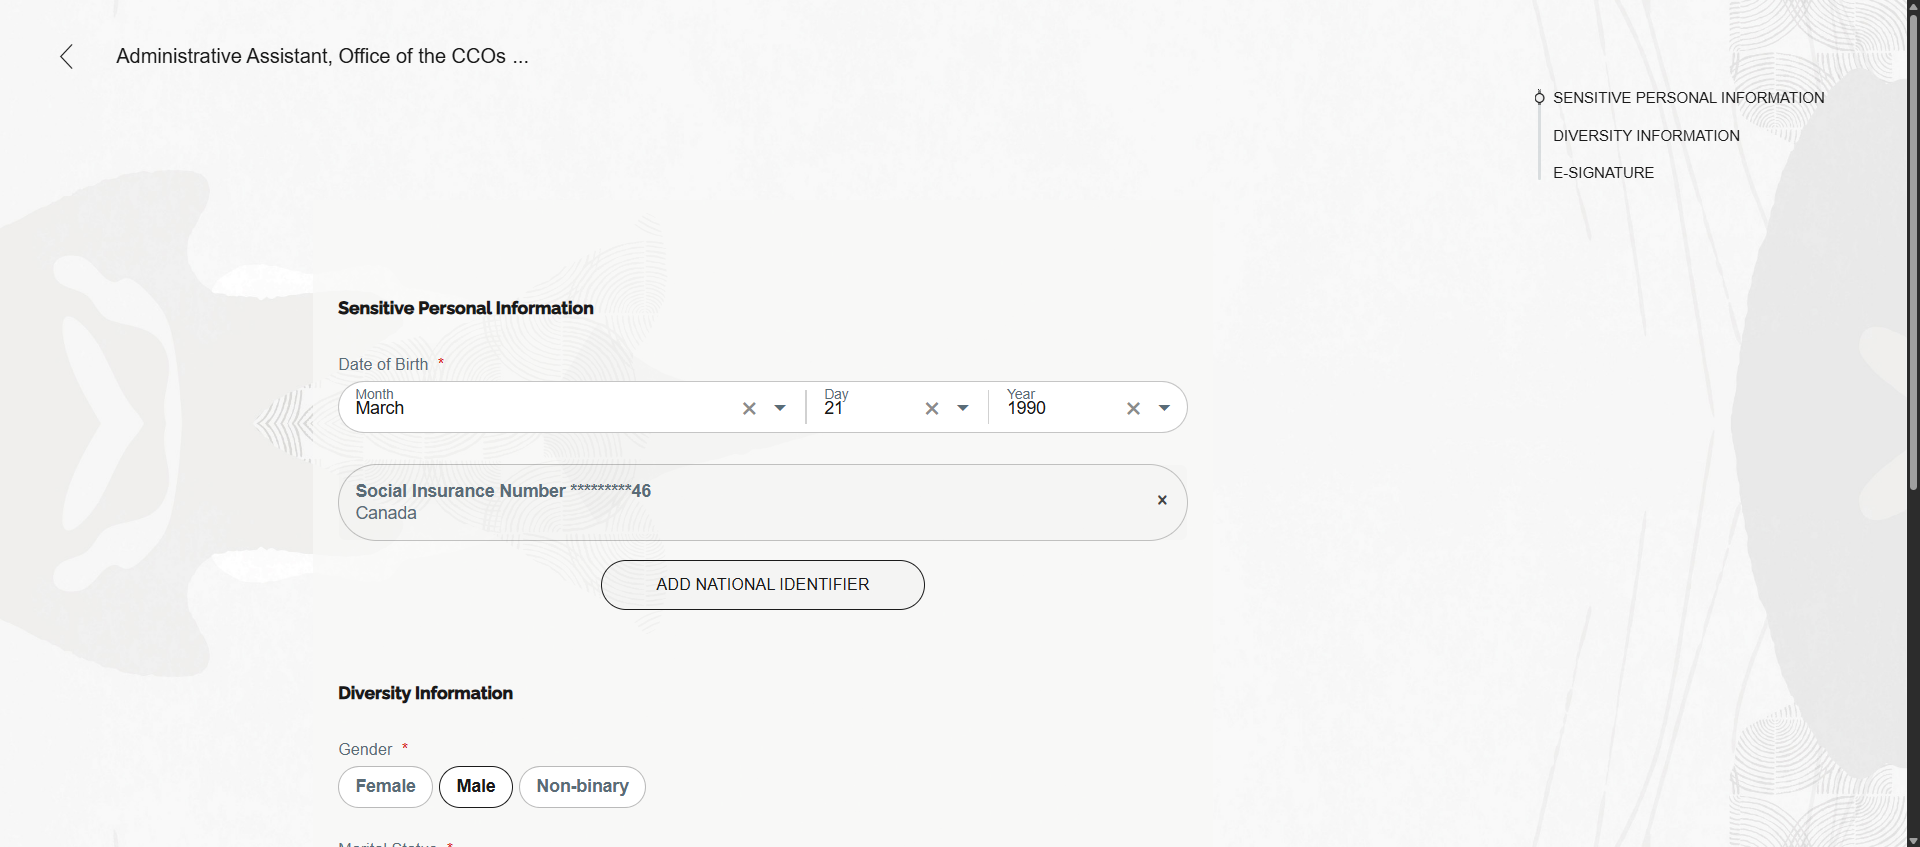 Administrative Assistant, Office of the CCOs ...
SENSITIVE PERSONAL INFORMATION
DIVERSITY INFORMATION
E-SIGNATURE
Sensitive Personal Information
Date of Birth *
Month
March
Day
21
Year
1990
Social Insurance Number *********46
Canada
ADD NATIONAL IDENTIFIER
Diversity Information
Gender *
Female
Male
Non-binary
Marital Status *